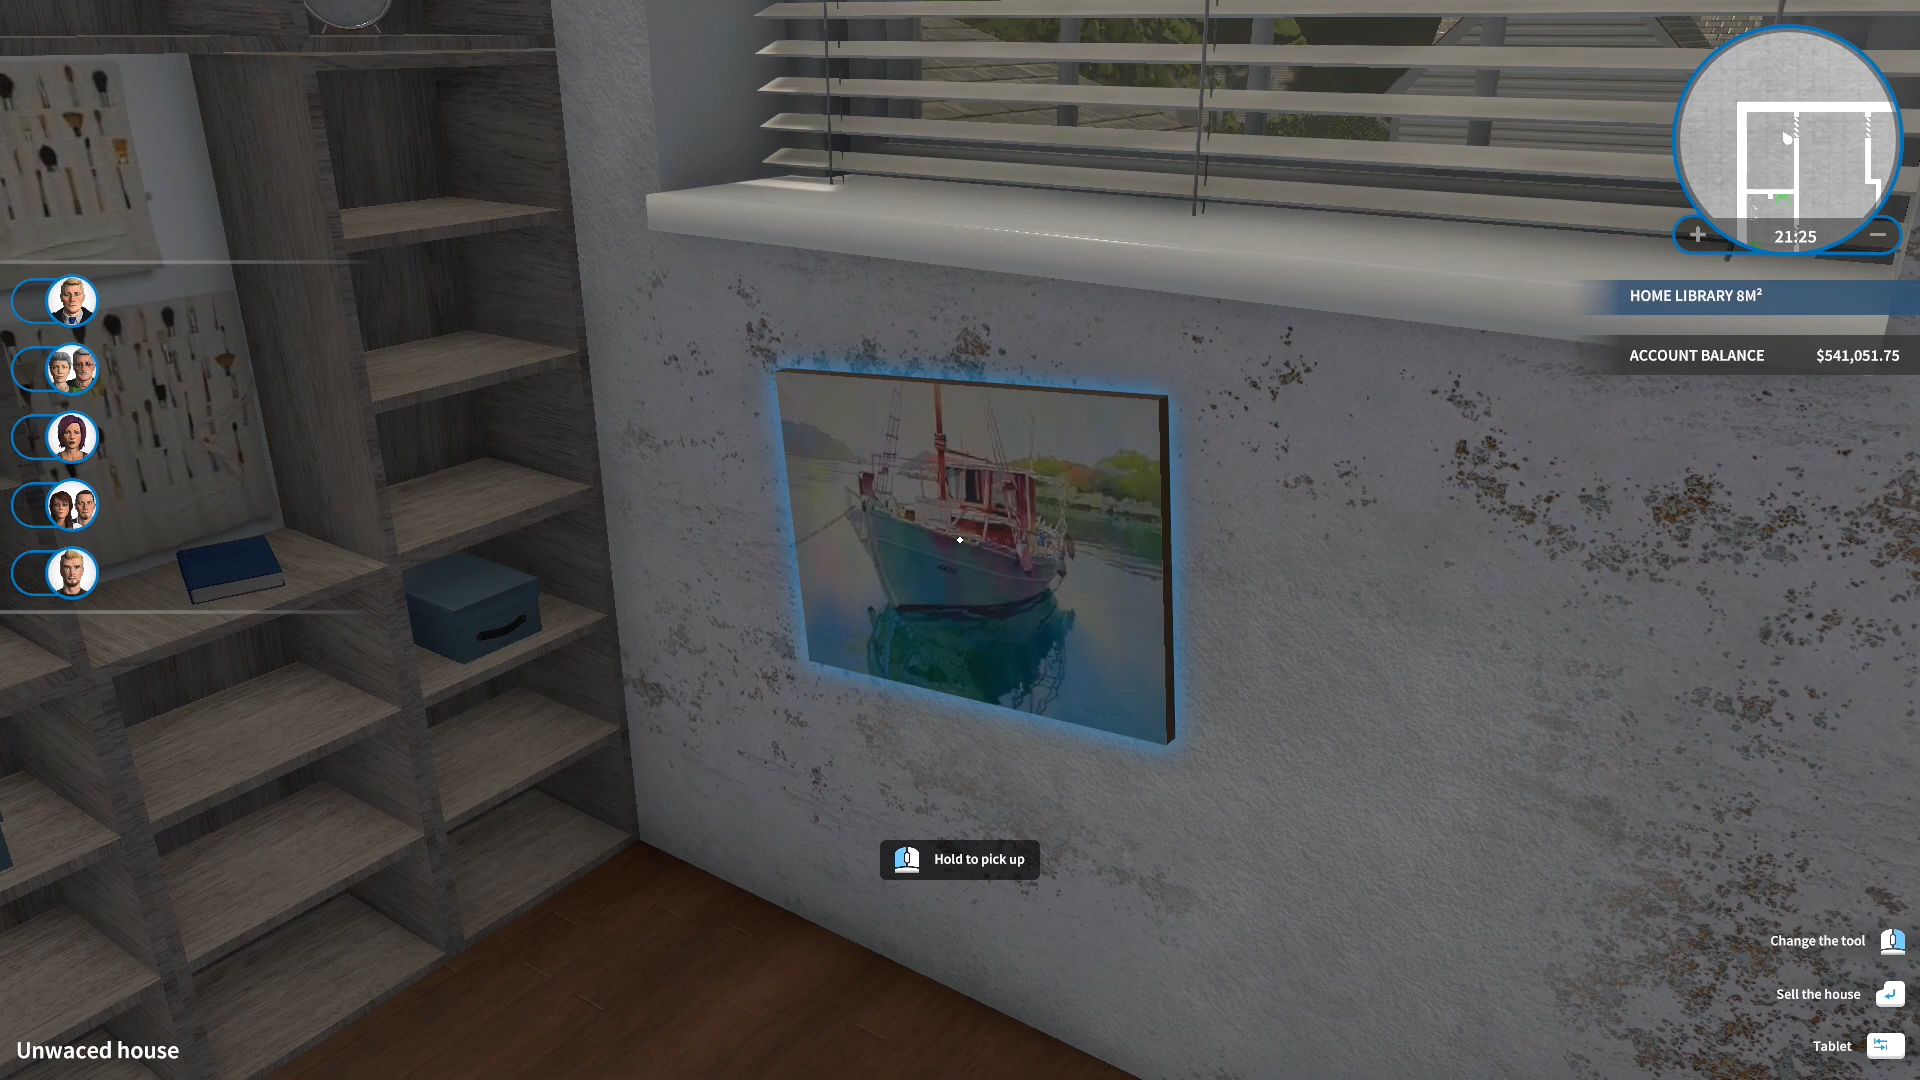 21:25
HOME LIBRARY 8M²
ACCOUNT BALANCE $541,051.75
Hold to pick up
Change the tool
Sell the house
Tablet
Unwaced house